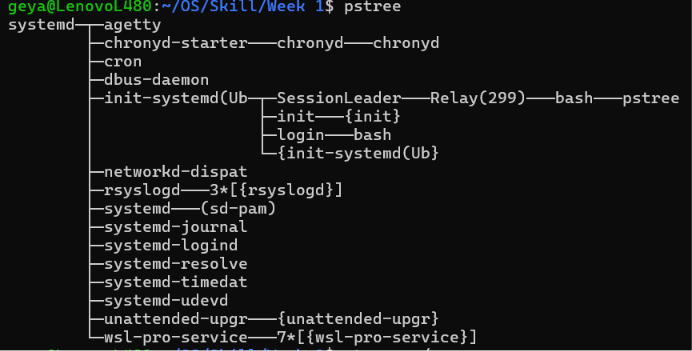 geya@LenovoL480:~/OS/Skill/Week 1$ pstree
systemd─┬─agetty
        ├─chronyd-starter───chronyd───chronyd
        ├─cron
        ├─dbus-daemon
        ├─init-systemd(Ub─┬─SessionLeader───Relay(299)───bash───pstree
        │                 ├─init───{init}
        │                 ├─login───bash
        │                 └─{init-systemd(Ub}
        ├─networkd-dispat
        ├─rsyslogd───3*[{rsyslogd}]
        ├─systemd───(sd-pam)
        ├─systemd-journal
        ├─systemd-logind
        ├─systemd-resolve
        ├─systemd-timedat
        ├─systemd-udevd
        ├─unattended-upgr───{unattended-upgr}
        └─wsl-pro-service───7*[{wsl-pro-service}]